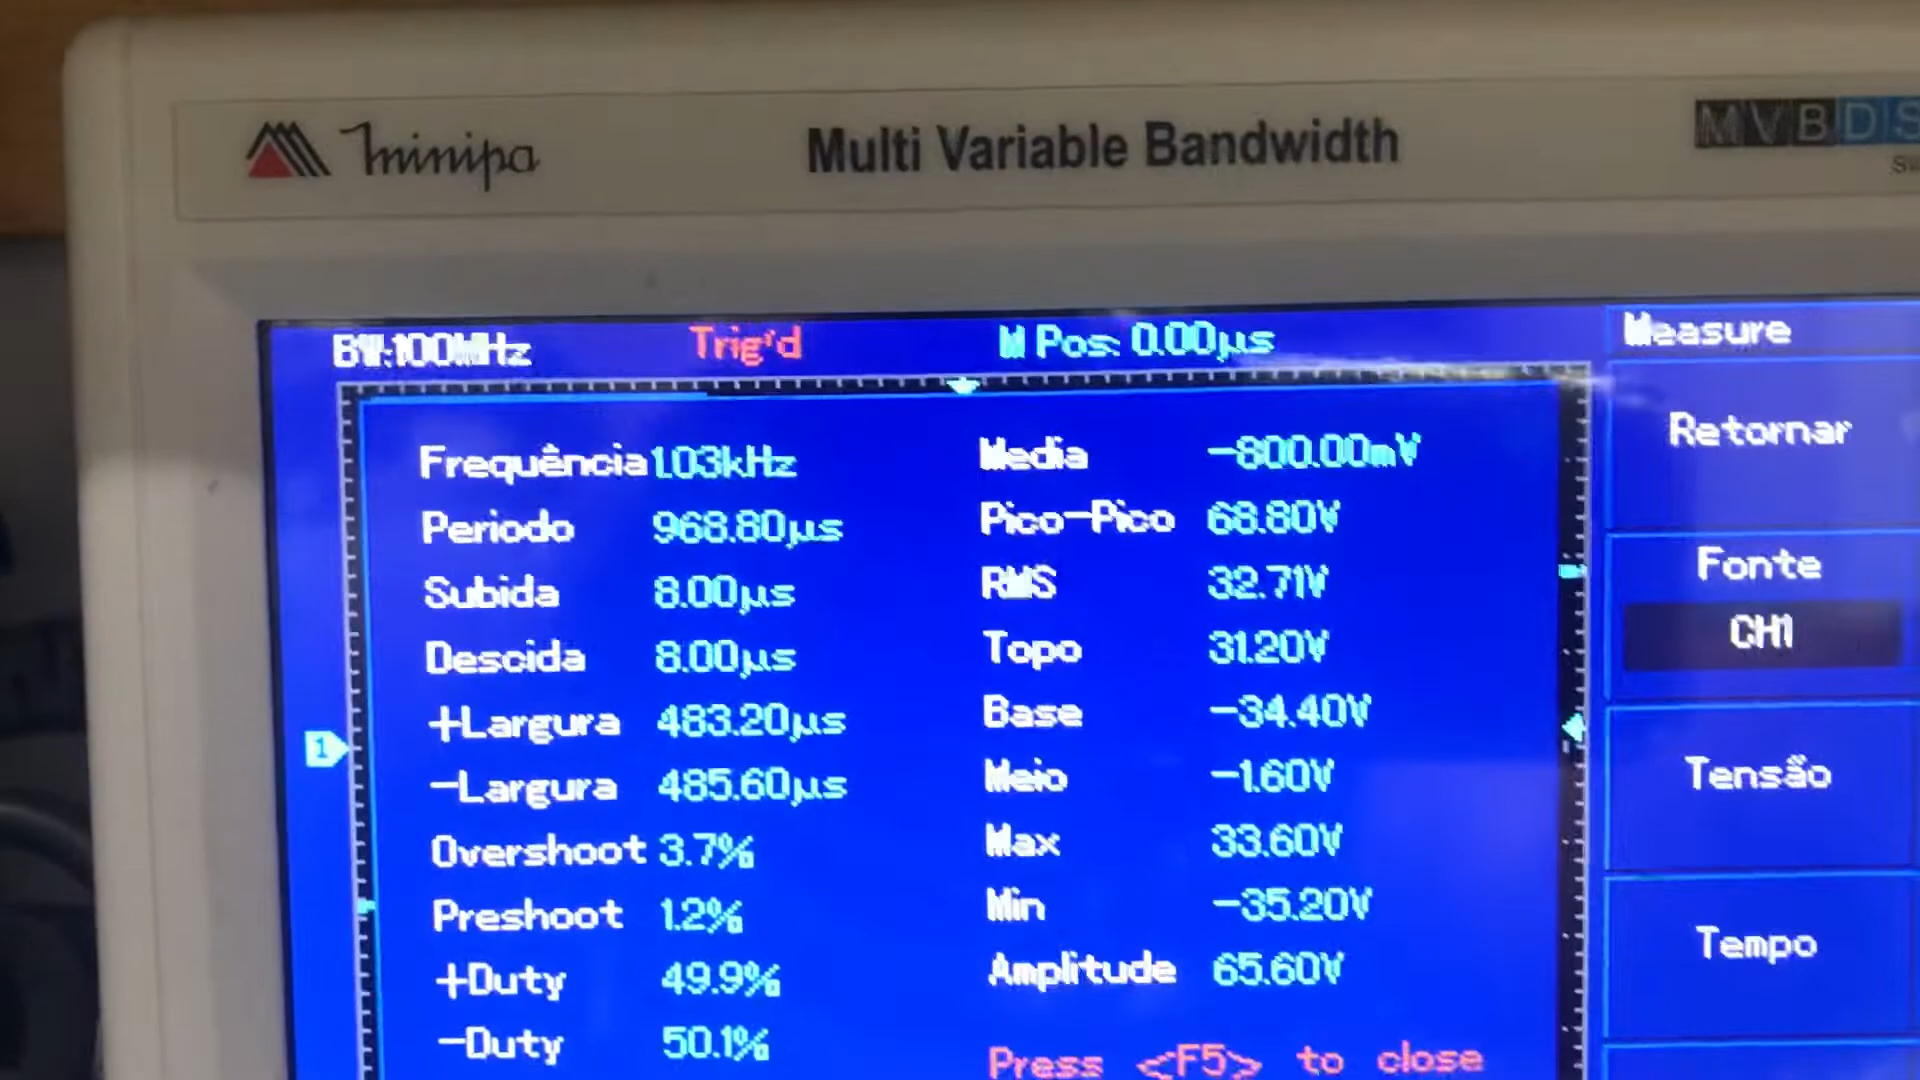 Minipa
Multi Variable Bandwidth
MVBDS
BW:100MHz
Trig'd
M Pos: 0.00µs
Measure
Frequência 1.03kHz
Periodo 968.80µs
Subida 8.00µs
Descida 8.00µs
+Largura 483.20µs
-Largura 485.60µs
Overshoot 3.7%
Preshoot 1.2%
+Duty 49.9%
-Duty 50.1%
Media -800.00mV
Pico-Pico 68.80V
RMS 32.71V
Topo 31.20V
Base -34.40V
Meio -1.60V
Max 33.60V
Min -35.20V
Amplitude 65.60V
Press <F5> to close
1
Retornar
Fonte
CH1
Tensão
Tempo